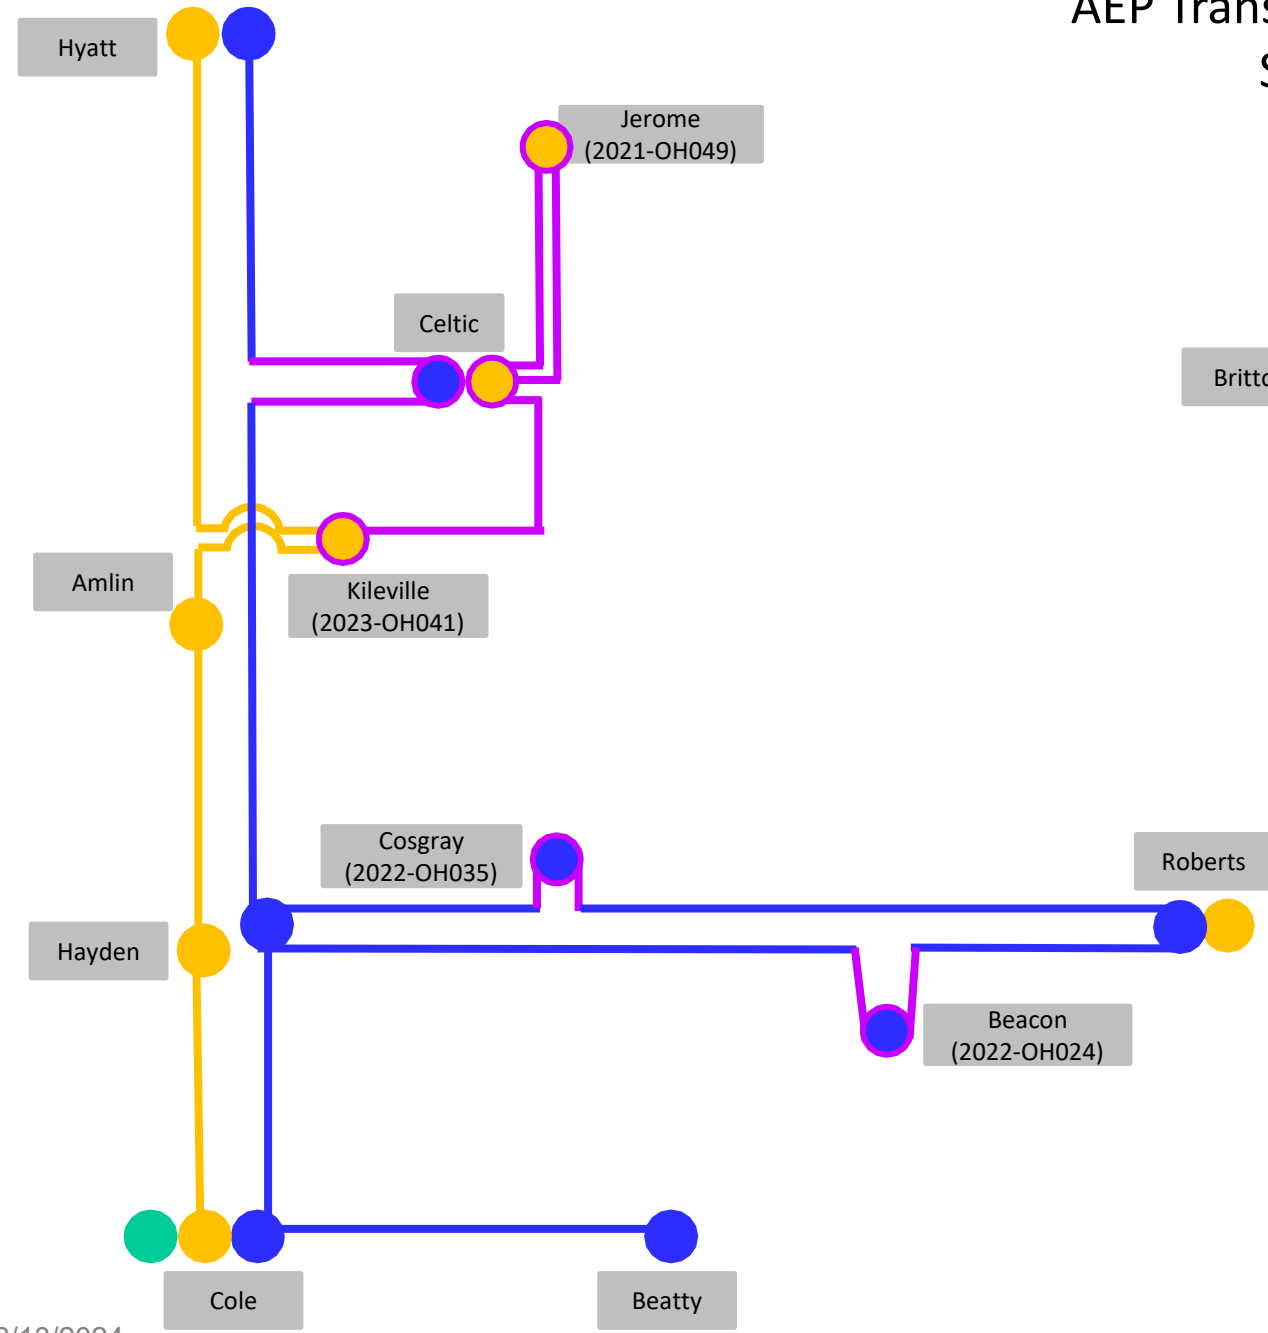 AEP
Hyatt
Jerome
(2021-OH049)
Celtic
Amlin
Kileville
(2023-OH041)
Cosgray
(2022-OH035)
Roberts
Hayden
Beacon
(2022-OH024)
Cole
Beatty